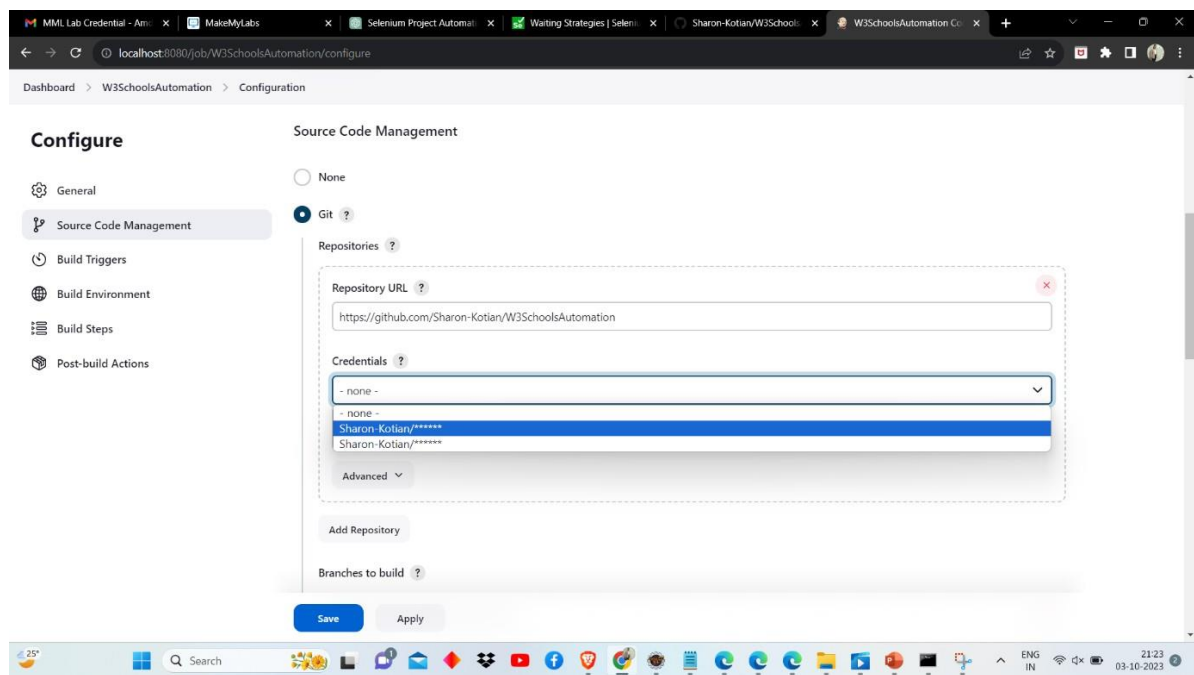 MML Lab Credential - Amo
MakeMyLabs
Selenium Project Automati
Waiting Strategies | Seleniu
Sharon-Kotian/W3Schools
W3SchoolsAutomation Co
localhost:8080/job/W3SchoolsAutomation/configure
Dashboard > W3SchoolsAutomation > Configuration
Configure
General
Source Code Management
Build Triggers
Build Environment
Build Steps
Post-build Actions
Source Code Management
None
Git ?
Repositories ?
Repository URL ?
https://github.com/Sharon-Kotian/W3SchoolsAutomation
Credentials ?
- none -
- none -
Sharon-Kotian/******
Sharon-Kotian/******
Advanced
Add Repository
Branches to build ?
Save
Apply
25°
Search
ENG
IN
21:23
03-10-2023